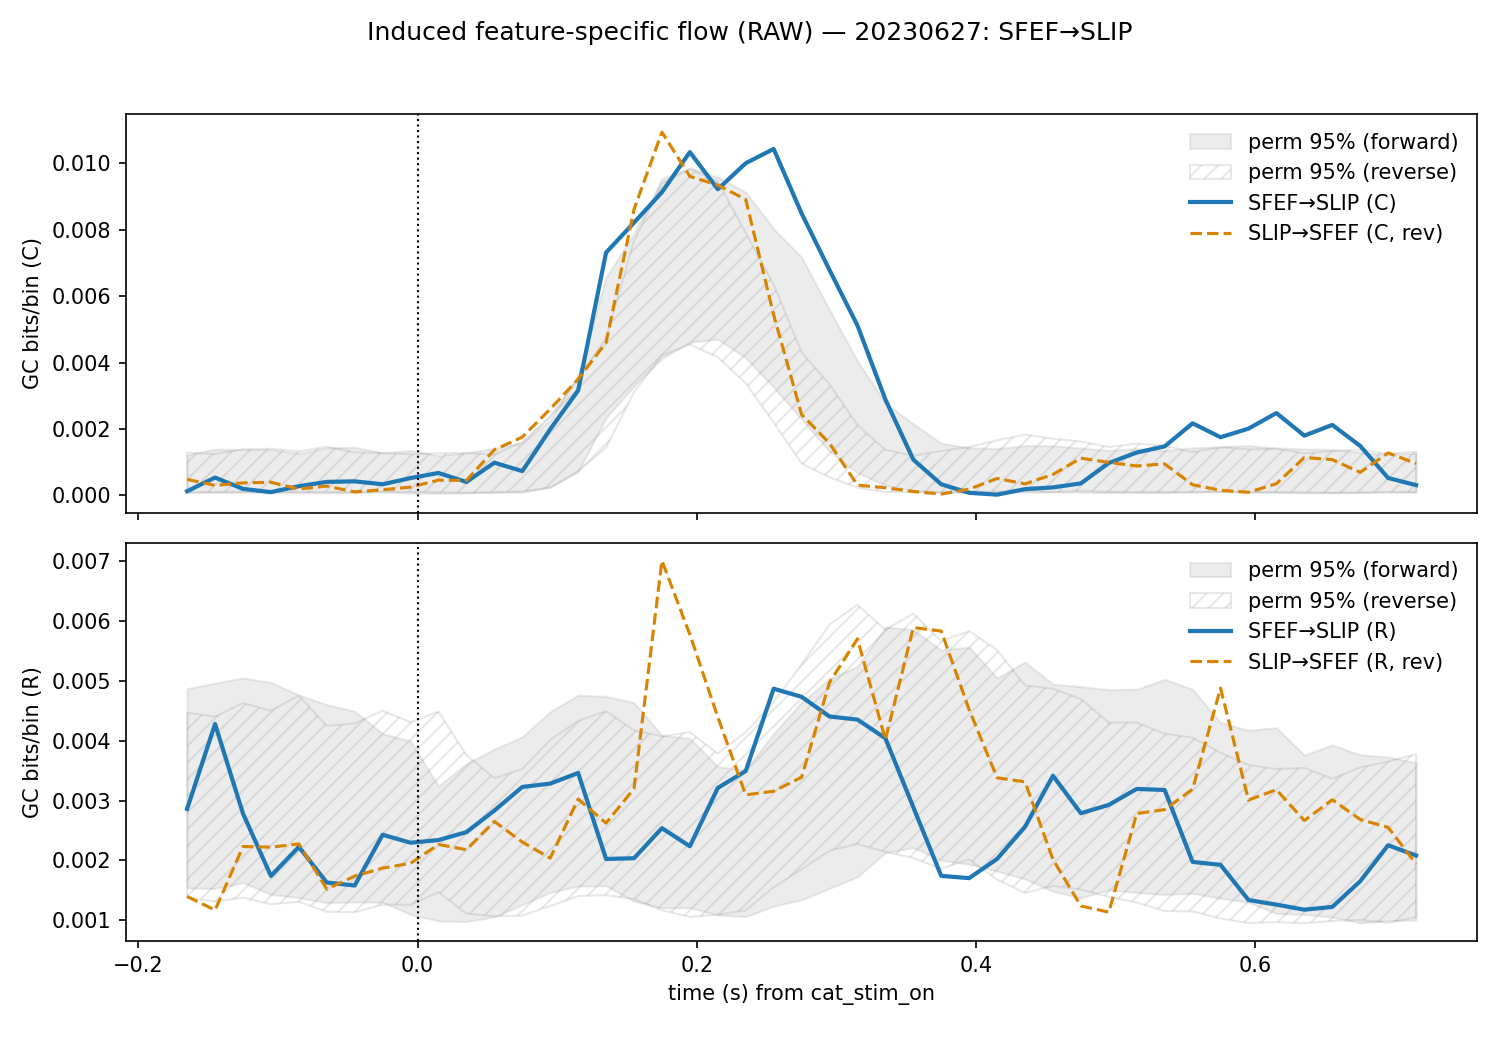 Induced feature-specific flow (RAW) — 20230627: SFEF→SLIP
GC bits/bin (C)
0.010
0.008
0.006
0.004
0.002
0.000
perm 95% (forward)
perm 95% (reverse)
SFEF→SLIP (C)
SLIP→SFEF (C, rev)
GC bits/bin (R)
0.007
0.006
0.005
0.004
0.003
0.002
0.001
perm 95% (forward)
perm 95% (reverse)
SFEF→SLIP (R)
SLIP→SFEF (R, rev)
−0.2 0.0 0.2 0.4 0.6
time (s) from cat_stim_on